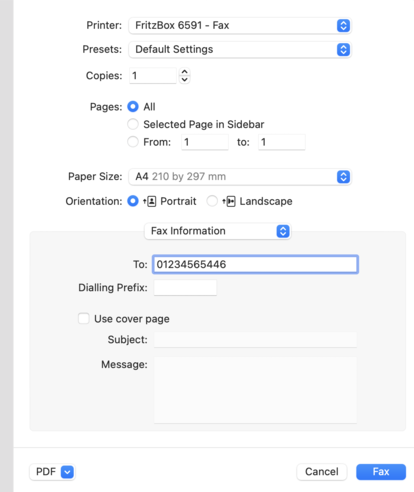 Printer: FritzBox 6591 - Fax
Presets: Default Settings
Copies: 1
Pages: All
Selected Page in Sidebar
From: 1 to: 1
Paper Size: A4 210 by 297 mm
Orientation: Portrait Landscape
Fax Information
To: 01234565446
Dialling Prefix:
Use cover page
Subject:
Message:
PDF Cancel Fax